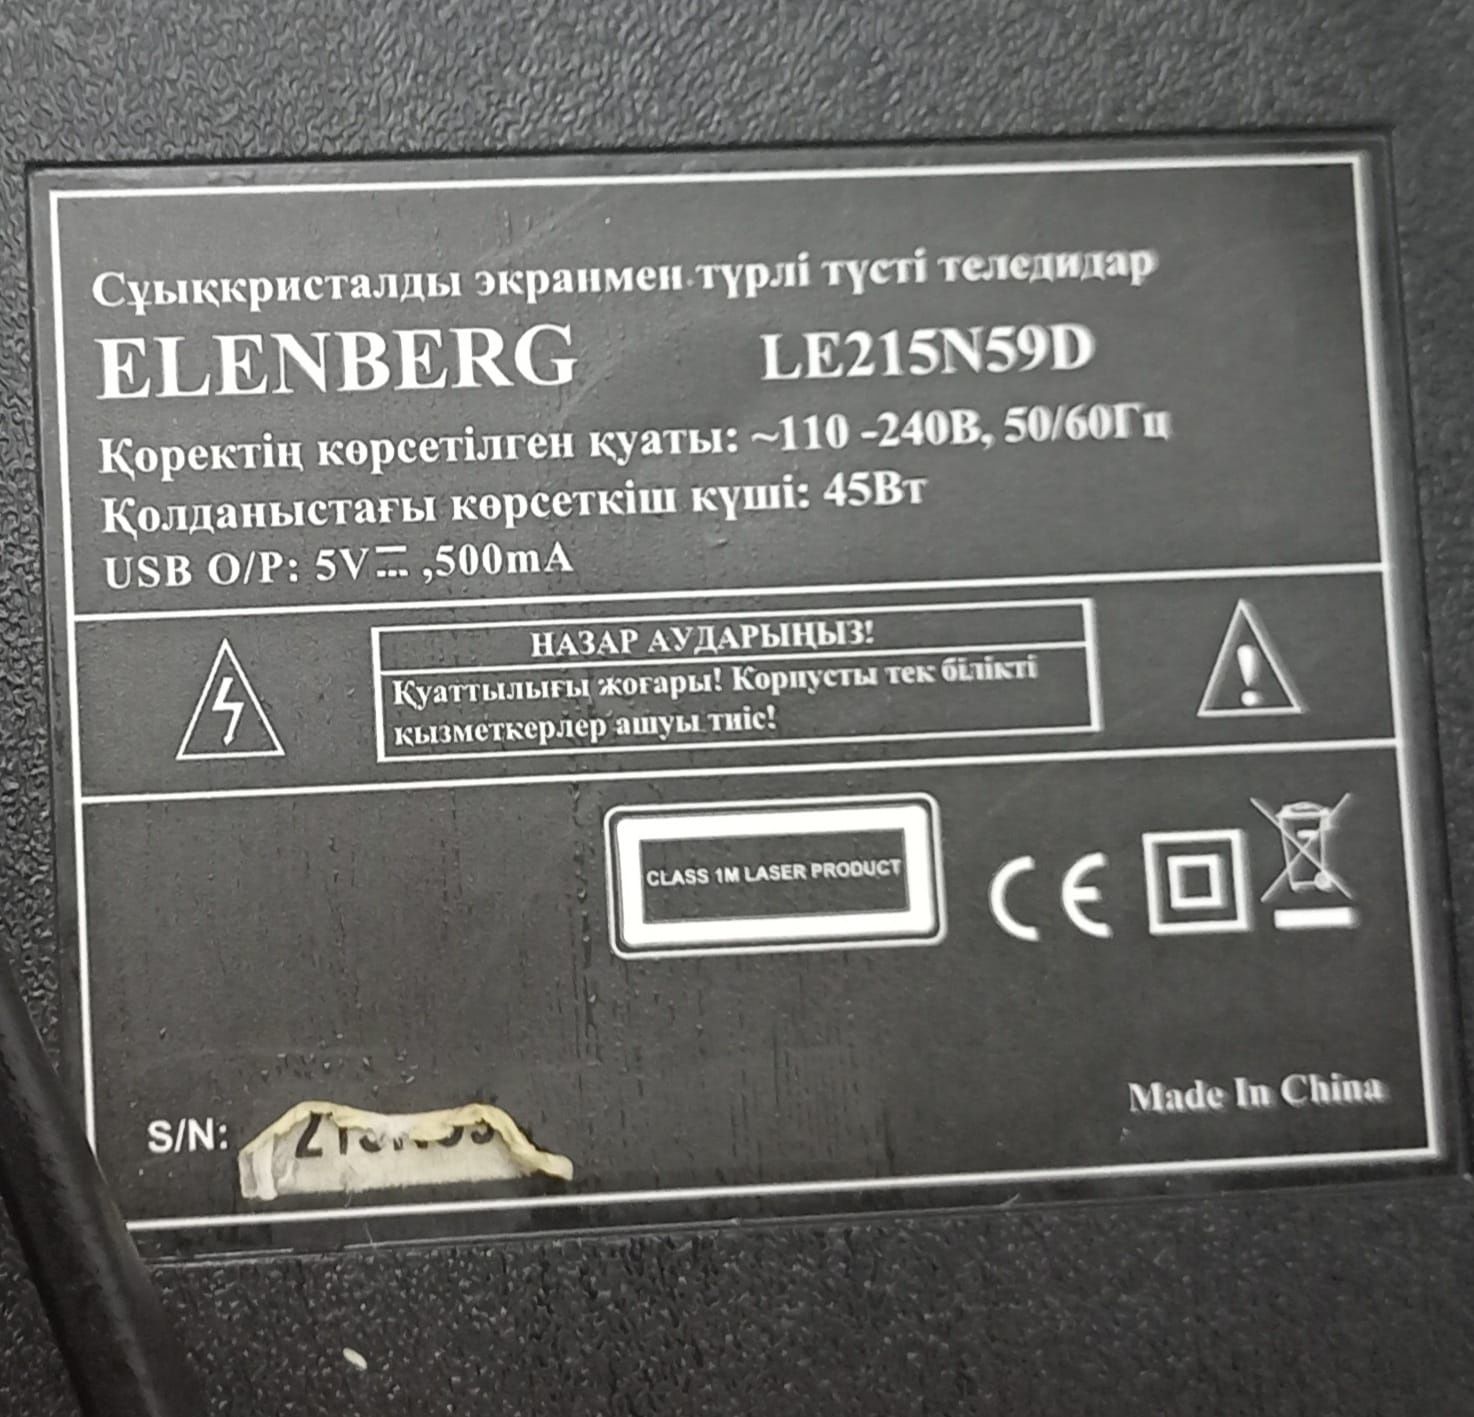 Сұыққристалды экранмен түрлі түсті теледидар
ELENBERG LE215N59D
Қоректің көрсетілген қуаты: ~110 -240В, 50/60Гц
Қолданыстағы көрсеткіш күші: 45Вт
USB O/P: 5V⎓ ,500mA
НАЗАР АУДАРЫҢЫЗ!
Қуаттылығы жоғары! Корпусты тек білікті
қызметкерлер ашуы тиіс!
CLASS 1M LASER PRODUCT
CE
Made In China
S/N: